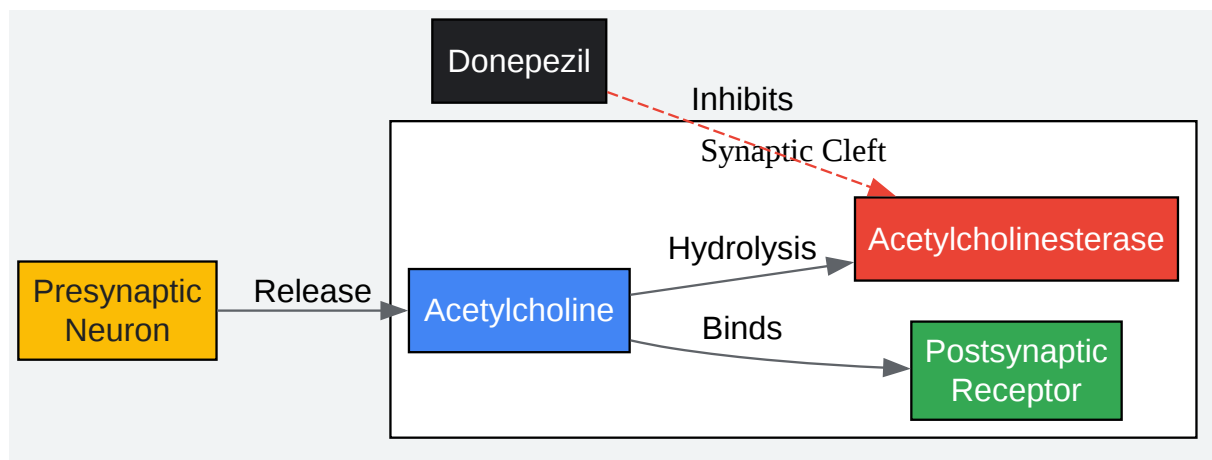 Donepezil
Inhibits
Synaptic Cleft
Hydrolysis
Acetylcholinesterase
Presynaptic
Neuron
Release
Acetylcholine
Binds
Postsynaptic
Receptor